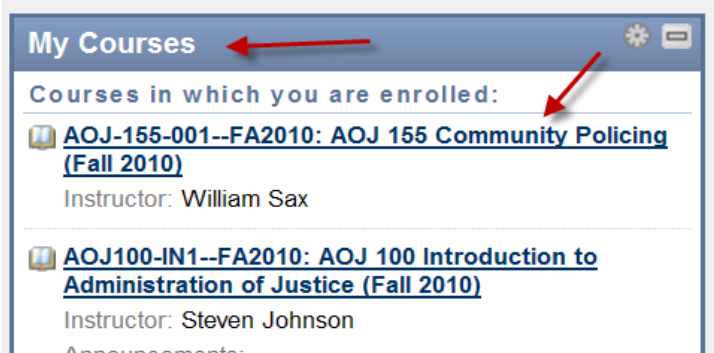 My Courses
Courses in which you are enrolled:
AOJ-155-001--FA2010: AOJ 155 Community Policing
(Fall 2010)
Instructor: William Sax
AOJ100-IN1--FA2010: AOJ 100 Introduction to
Administration of Justice (Fall 2010)
Instructor: Steven Johnson
Announcements: